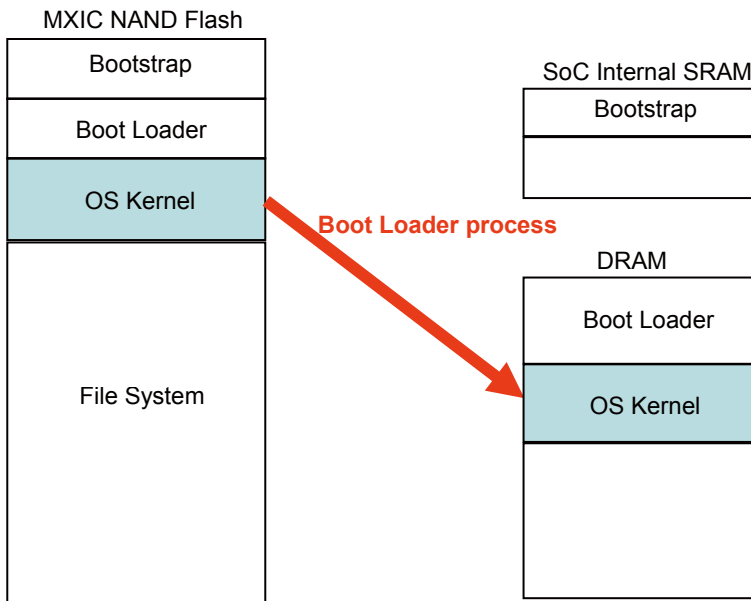 MXIC NAND Flash
Bootstrap
Boot Loader
OS Kernel
File System
Boot Loader process
SoC Internal SRAM
Bootstrap
DRAM
Boot Loader
OS Kernel